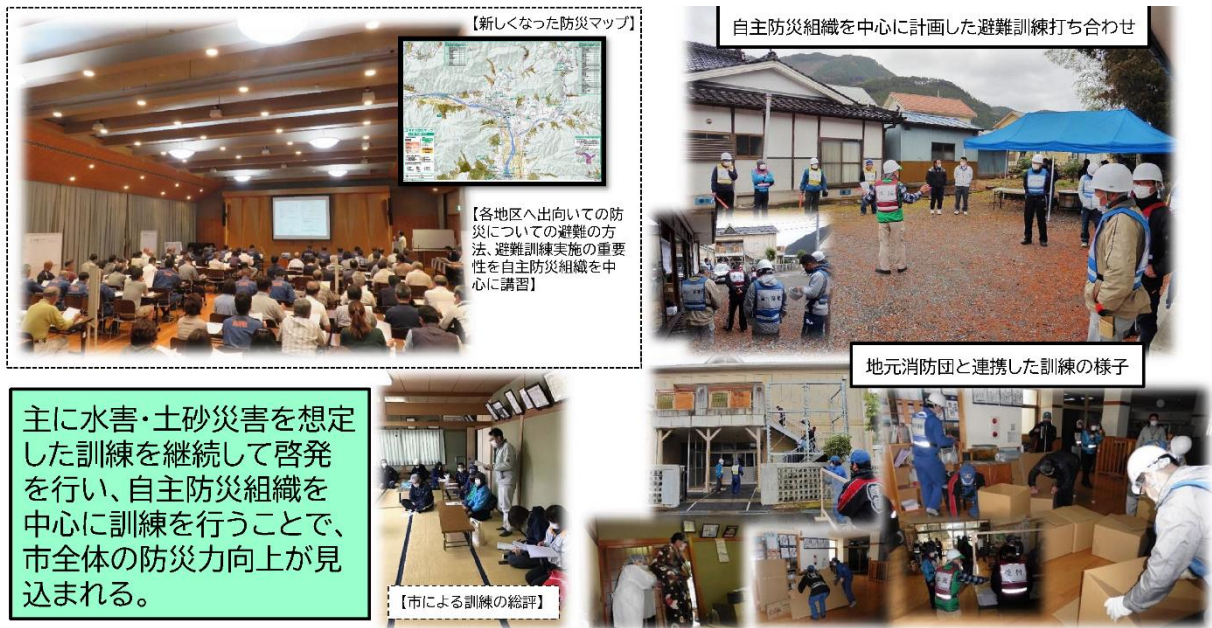 【新しくなった防災マップ】
【各地区へ出向いての防
災についての避難の方
法、避難訓練実施の重要
性を自主防災組織を中
心に講習】
自主防災組織を中心に計画した避難訓練打ち合わせ
地元消防団と連携した訓練の様子
主に水害・土砂災害を想定
した訓練を継続して啓発
を行い、自主防災組織を
中心に訓練を行うことで、
市全体の防災力向上が見
込まれる。
【市による訓練の総評】